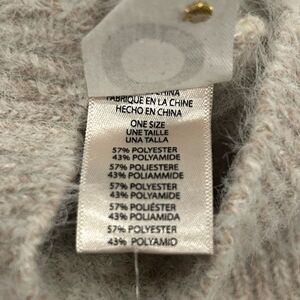 CHINA
FABRIQUE EN LA CHINE
HECHO EN CHINA
ONE SIZE
UNE TAILLE
UNA TALLA
57% POLYESTER
43% POLYAMIDE
57% POLIESTERE
43% POLIAMMIDE
57% POLYESTER
43% POLYAMIDE
57% POLIÉSTER
43% POLIAMIDA
57% POLYESTER
43% POLYAMID